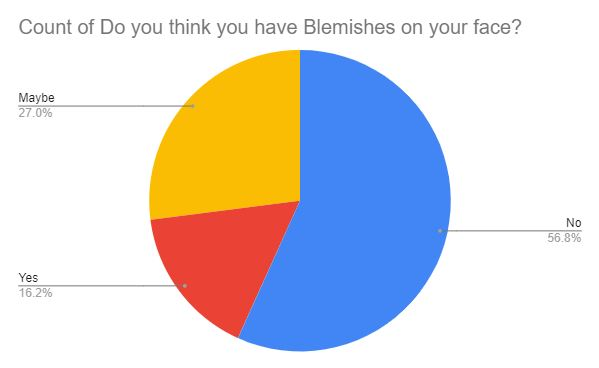 Count of Do you think you have Blemishes on your face?
Maybe
27.0%
No
56.8%
Yes
16.2%